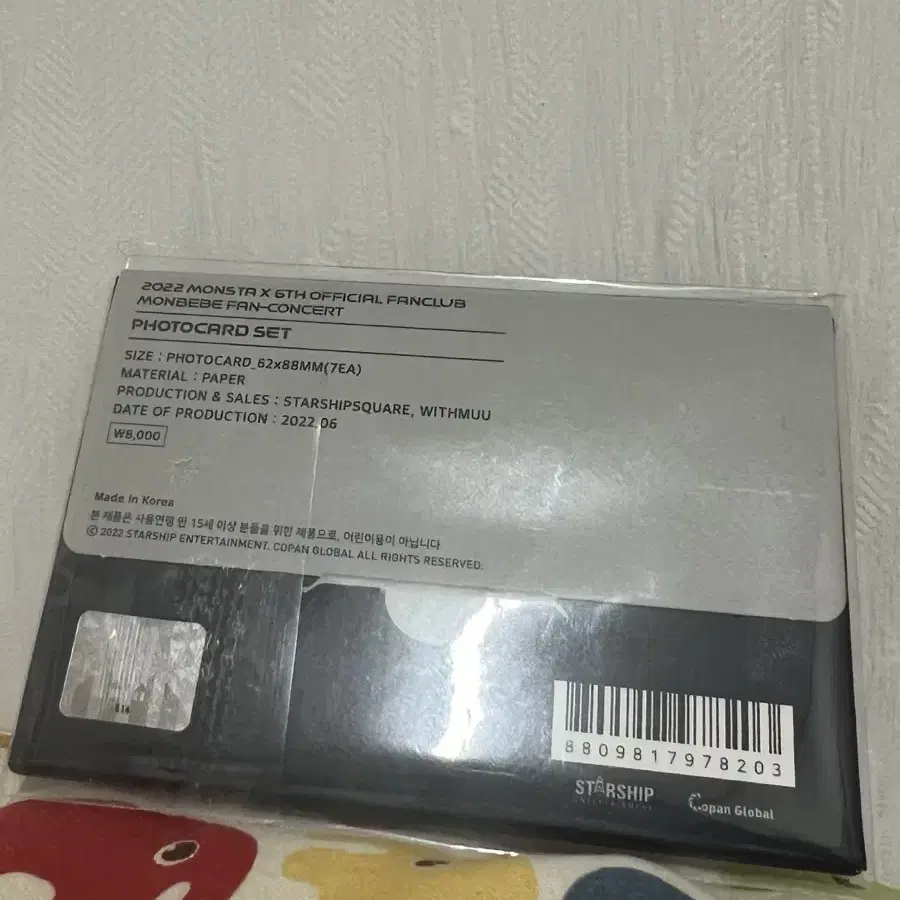 2022 MONSTA X 6TH OFFICIAL FANCLUB
MONBEBE FAN-CONCERT
PHOTOCARD SET
SIZE : PHOTOCARD_62x88MM(7EA)
MATERIAL : PAPER
PRODUCTION & SALES : STARSHIPSQUARE, WITHMUU
DATE OF PRODUCTION : 2022.06
₩8,000
Made in Korea
본 제품은 사용연령 만 15세 이상 분들을 위한 제품으로, 어린이용이 아닙니다
© 2022 STARSHIP ENTERTAINMENT. COPAN GLOBAL ALL RIGHTS RESERVED.
8809817978203
STARSHIP
ENTERTAINMENT
Copan Global